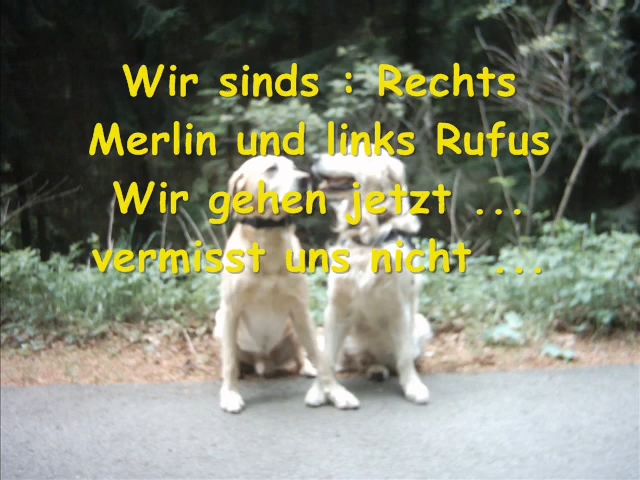 Wir sinds : Rechts
Merlin und links Rufus
Wir gehen jetzt ...
vermisst uns nicht ...